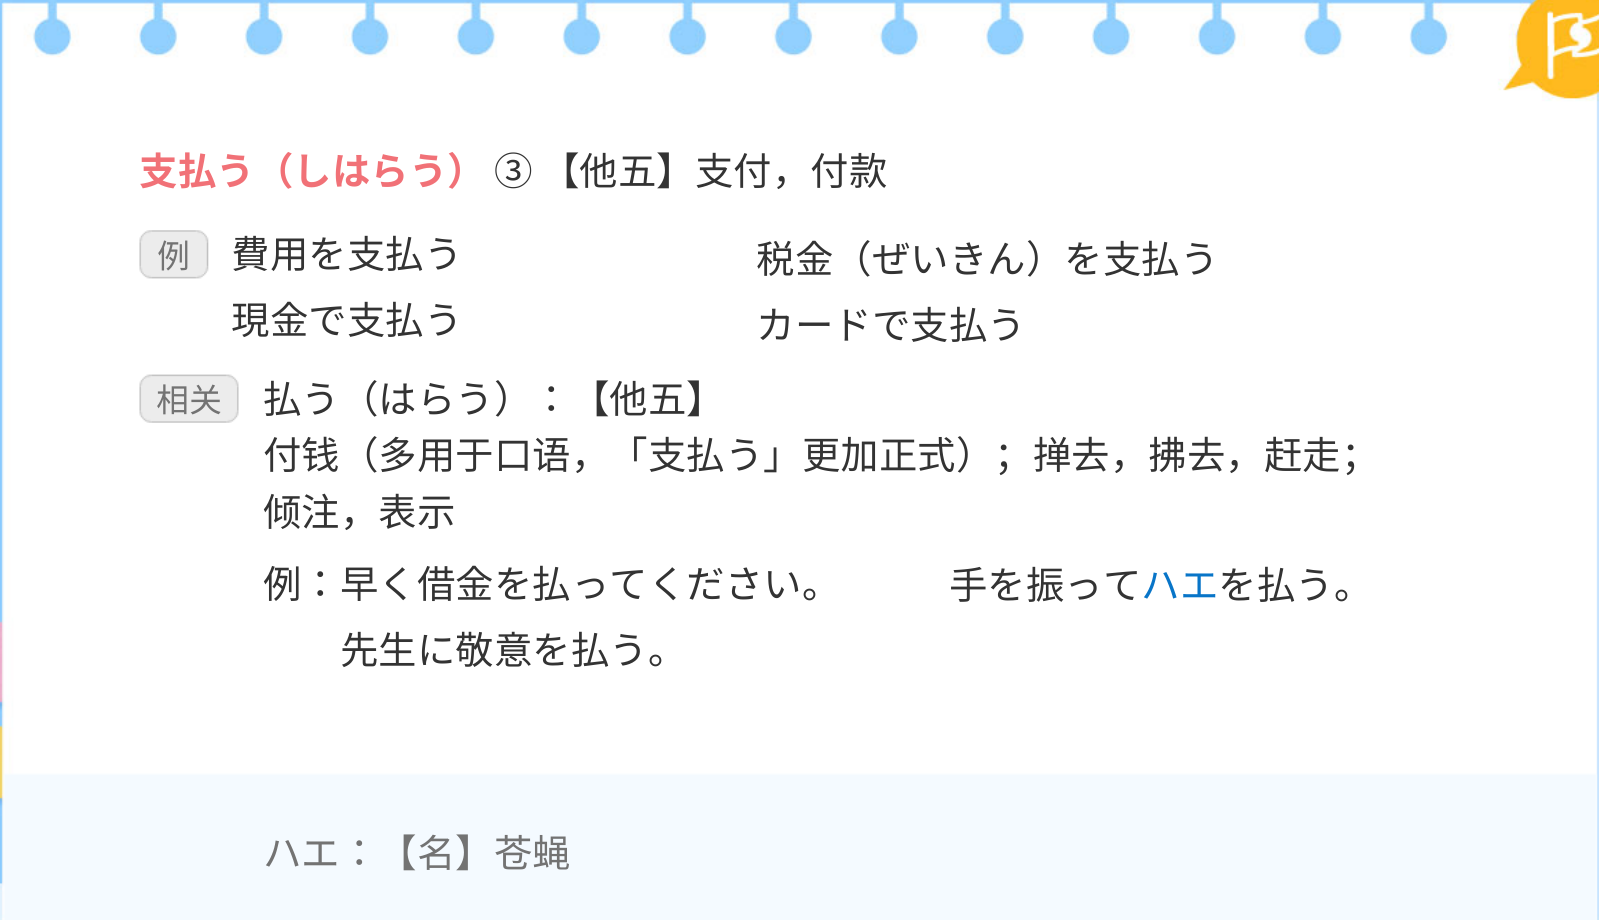 支払う（しはらう） ③ 【他五】支付，付款
例 費用を支払う 税金（ぜいきん）を支払う
現金で支払う カードで支払う
相关 払う（はらう）：【他五】
付钱（多用于口语，「支払う」更加正式）；掸去，拂去，赶走；
倾注，表示
例：早く借金を払ってください。 手を振ってハエを払う。
先生に敬意を払う。
ハエ：【名】苍蝇